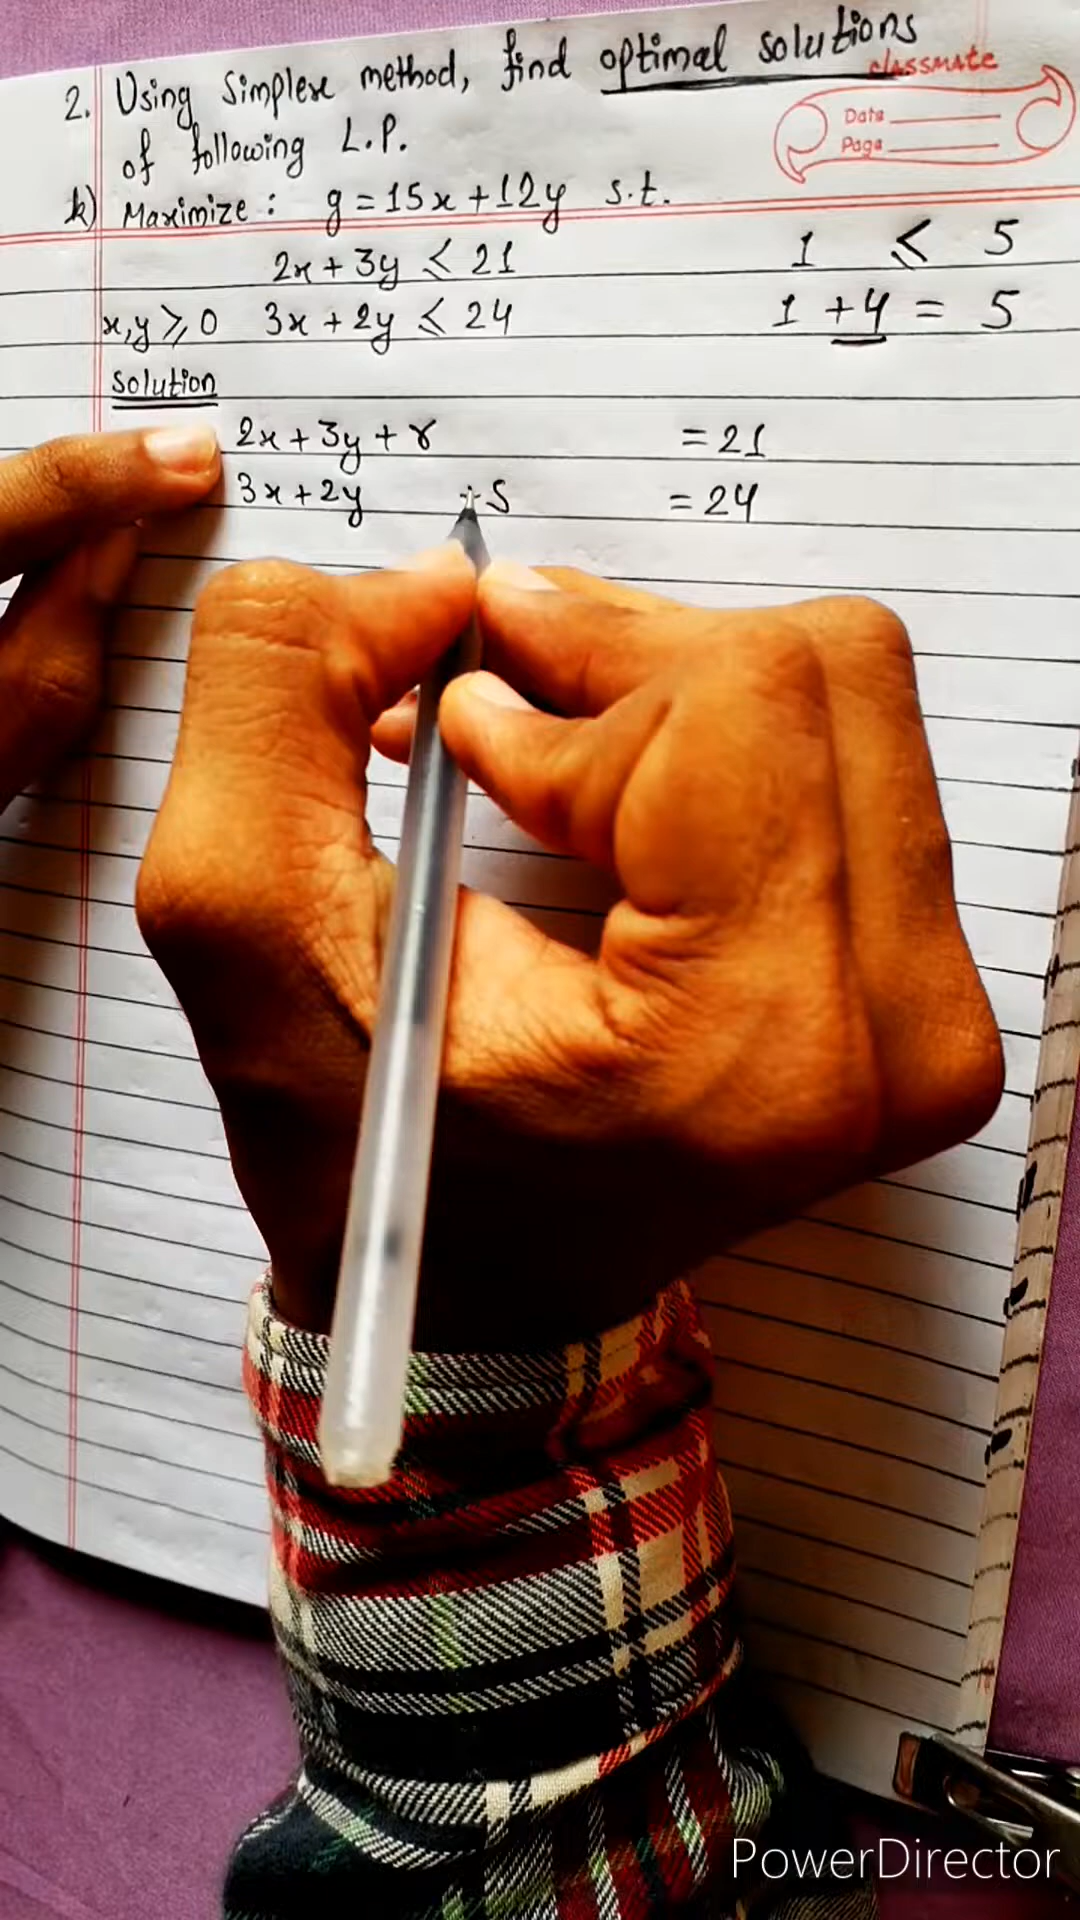 2. Using Simplex method, find optimal solutions
of following L.P.
classmate
Date
Page
k) Maximize : g = 15x + 12y s.t.
2x + 3y ≤ 21
1 ≤ 5
x, y ≥ 0 3x + 2y ≤ 24
1 + 4 = 5
Solution
2x + 3y + r = 21
3x + 2y + S = 24
PowerDirector